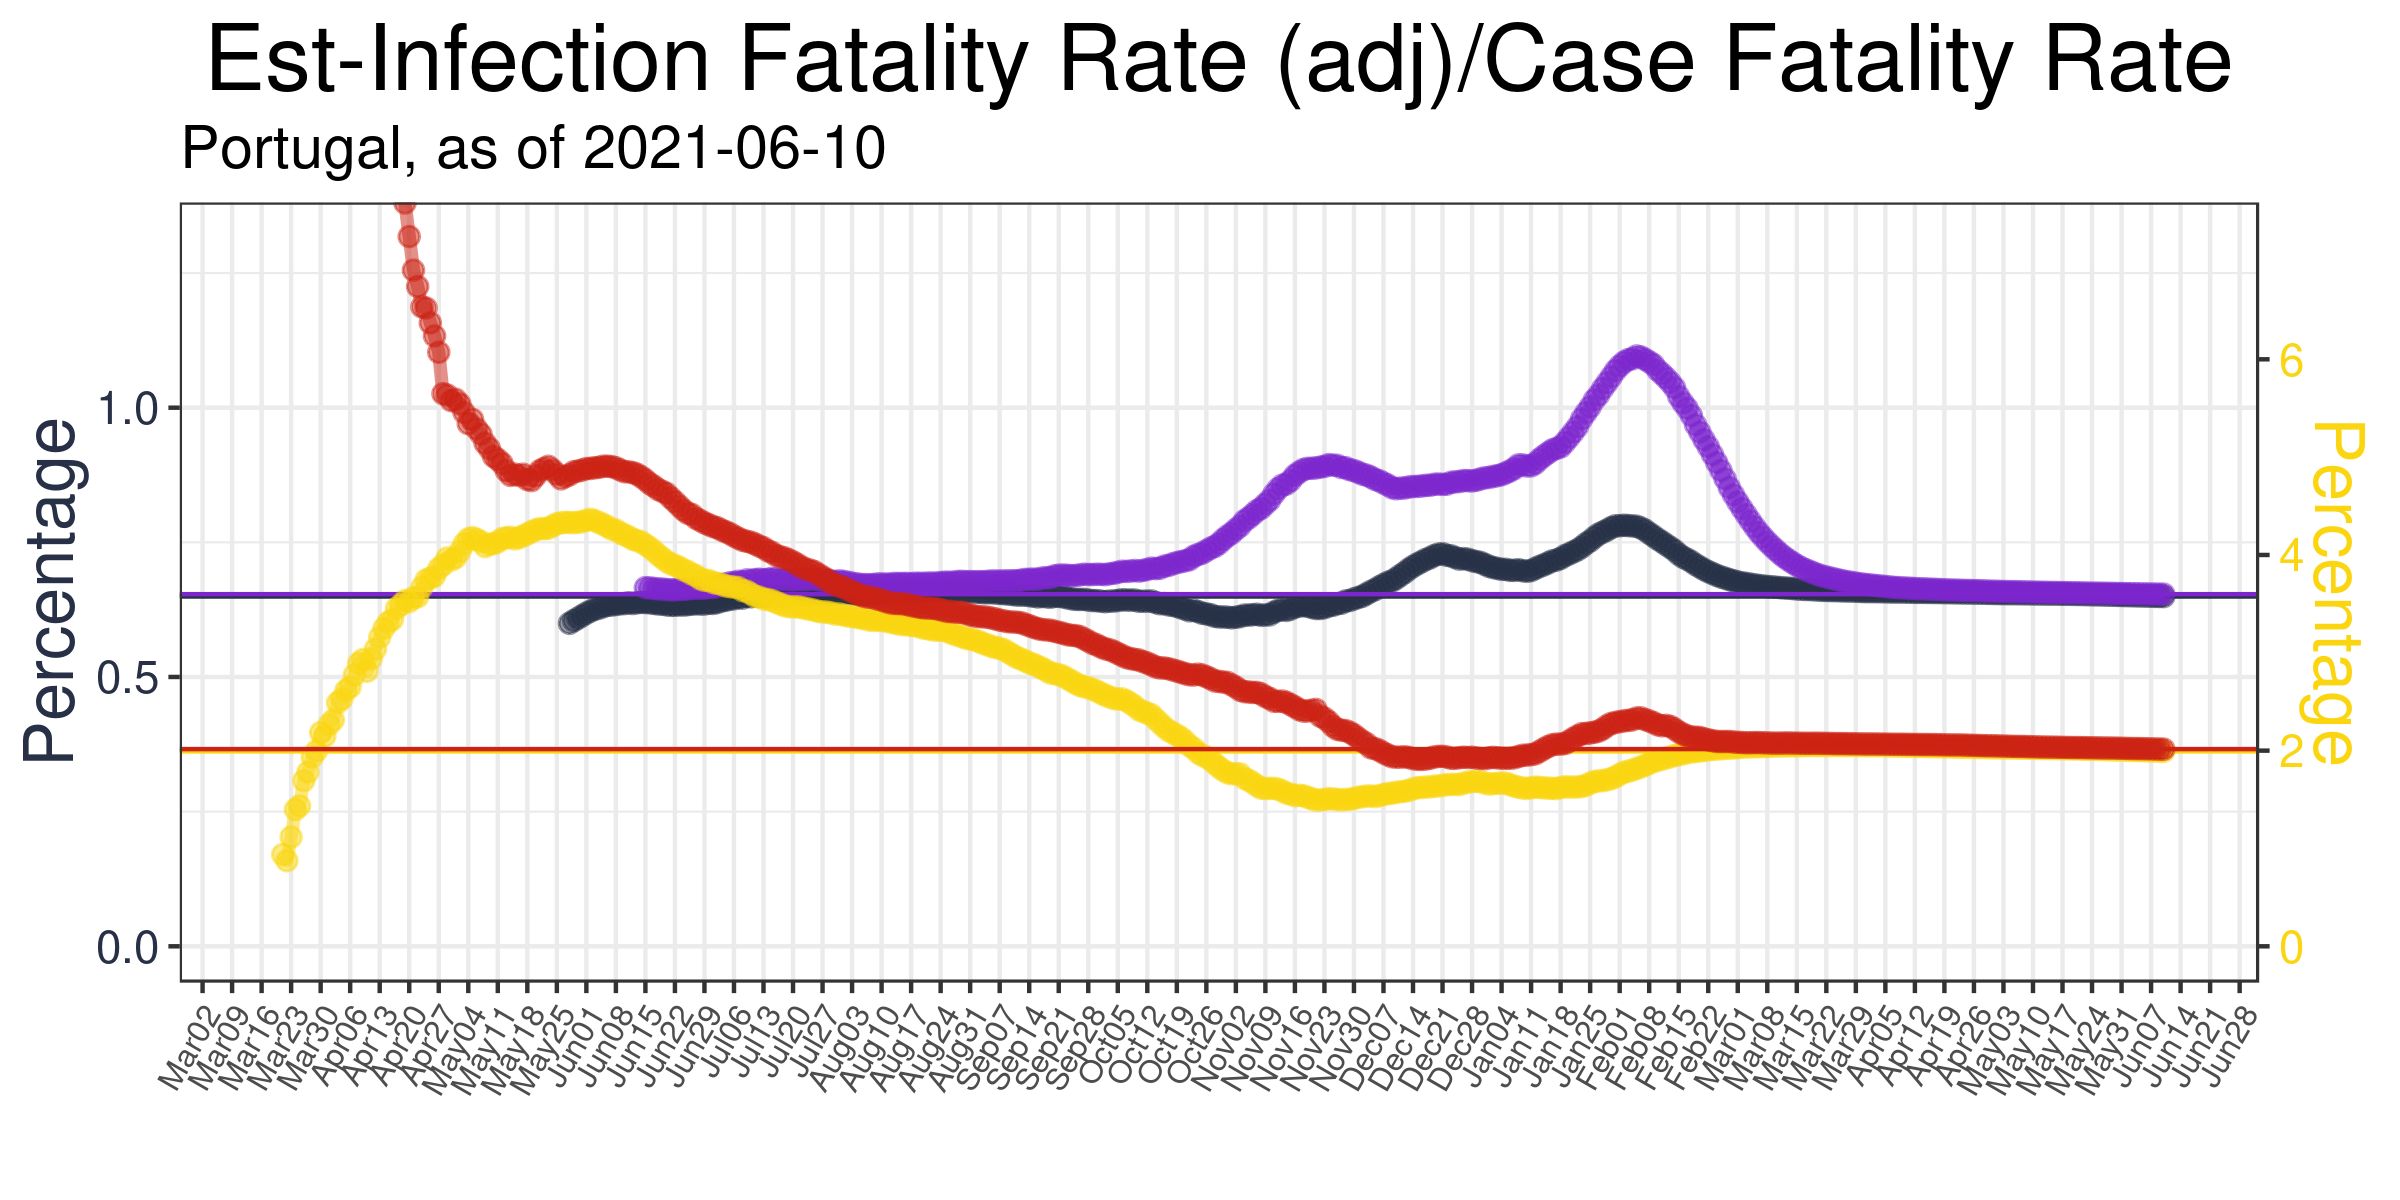 Est-Infection Fatality Rate (adj)/Case Fatality Rate
Portugal, as of 2021-06-10
Percentage
1.0
0.5
0.0
6
4
2
0
Percentage
Mar02
Mar09
Mar16
Mar23
Mar30
Apr06
Apr13
Apr20
Apr27
May04
May11
May18
May25
Jun01
Jun08
Jun15
Jun22
Jun29
Jul06
Jul13
Jul20
Jul27
Aug03
Aug10
Aug17
Aug24
Aug31
Sep07
Sep14
Sep21
Sep28
Oct05
Oct12
Oct19
Oct26
Nov02
Nov09
Nov16
Nov23
Nov30
Dec07
Dec14
Dec21
Dec28
Jan04
Jan11
Jan18
Jan25
Feb01
Feb08
Feb15
Feb22
Mar01
Mar08
Mar15
Mar22
Mar29
Apr05
Apr12
Apr19
Apr26
May03
May10
May17
May24
May31
Jun07
Jun14
Jun21
Jun28